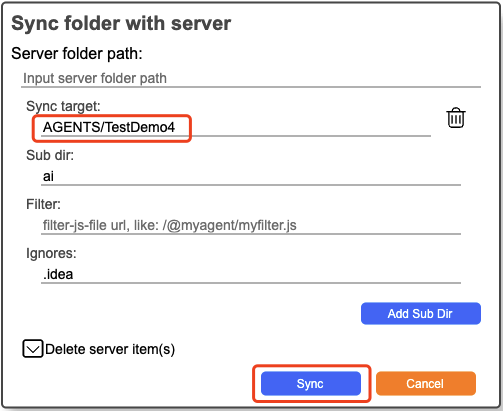 Sync folder with server
Server folder path:
Input server folder path
Sync target:
AGENTS/TestDemo4
Sub dir:
ai
Filter:
filter-js-file url, like: /@myagent/myfilter.js
Ignores:
.idea
Add Sub Dir
Delete server item(s)
Sync Cancel